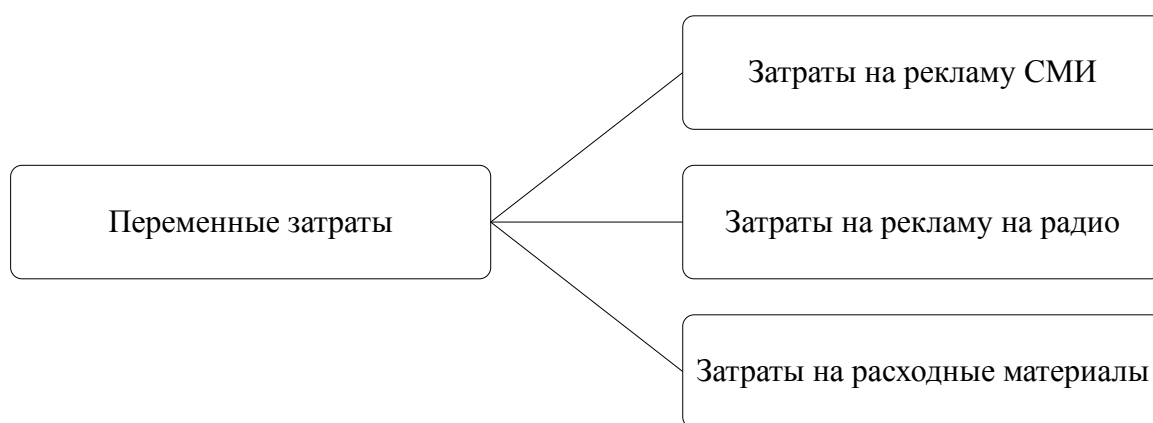 Затраты на рекламу СМИ
Переменные затраты
Затраты на рекламу на радио
Затраты на расходные материалы